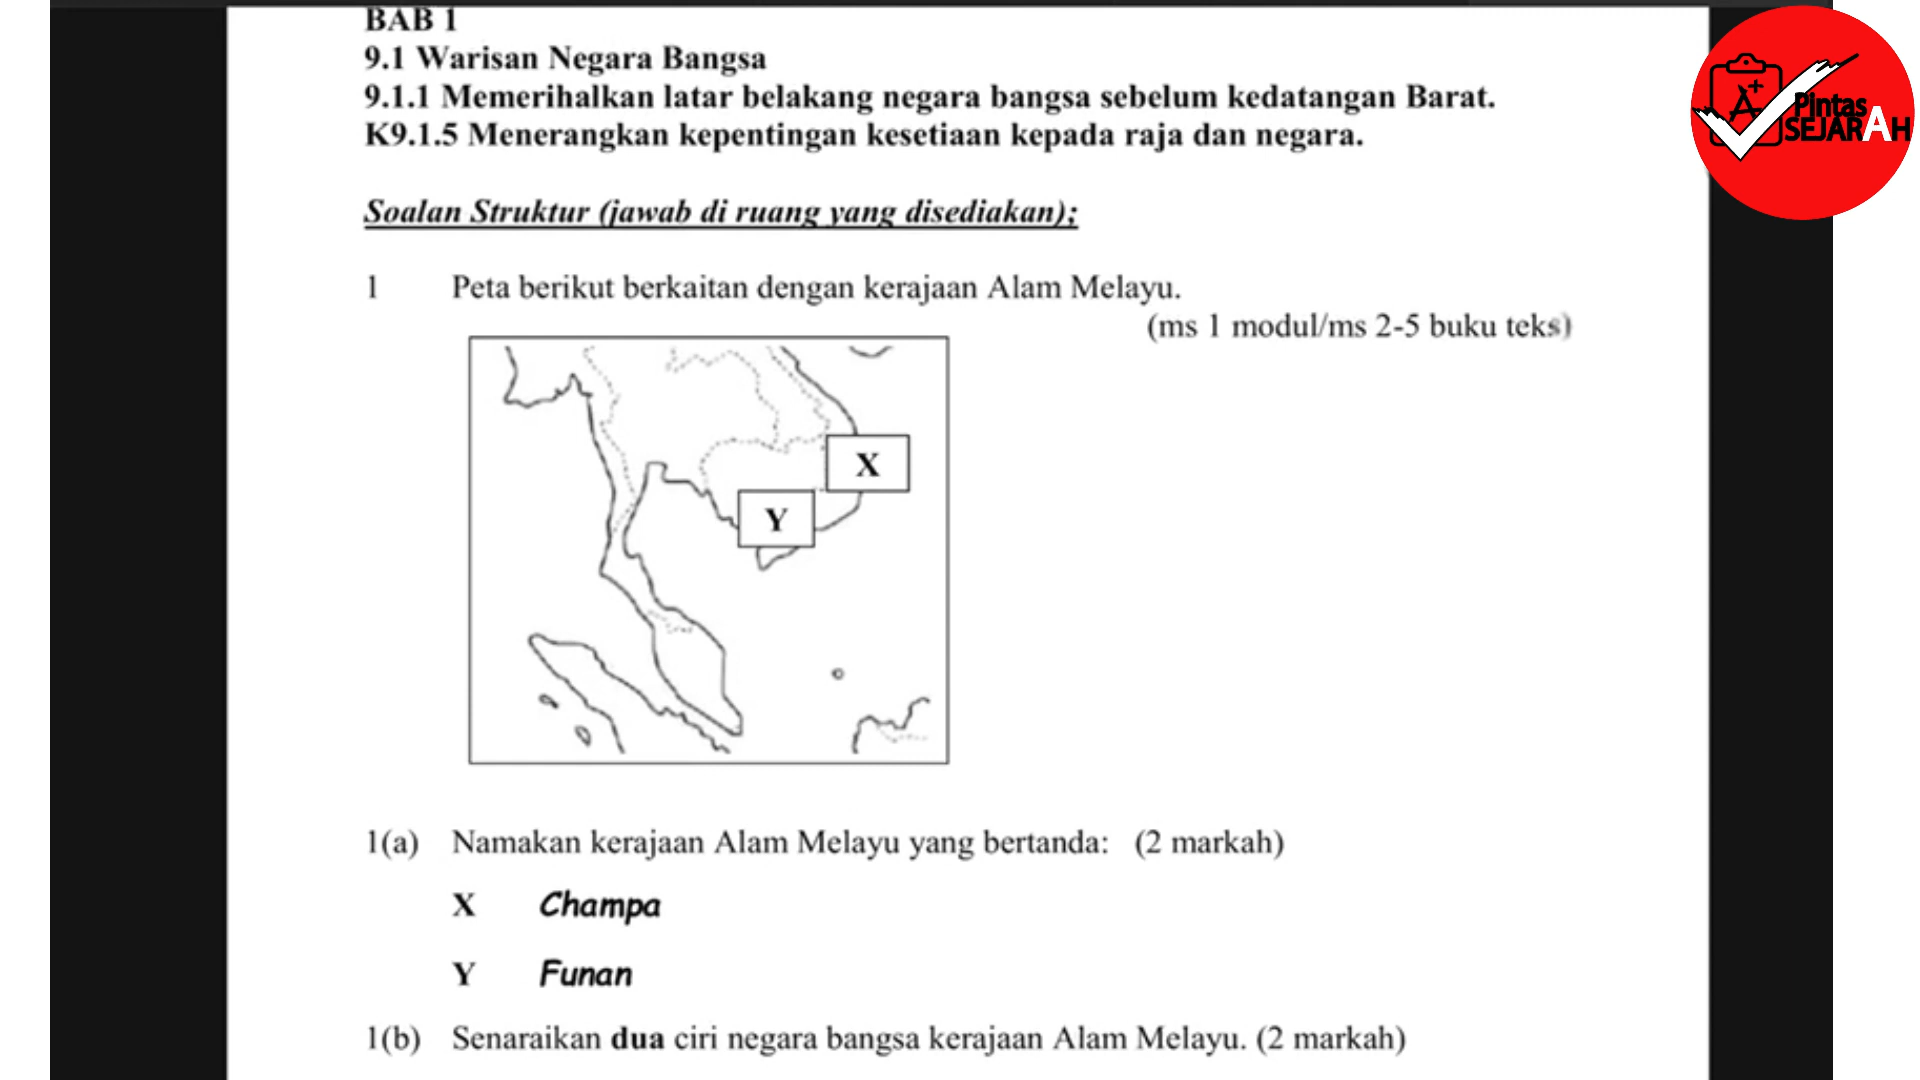 BAB 1
9.1 Warisan Negara Bangsa
9.1.1 Memerihalkan latar belakang negara bangsa sebelum kedatangan Barat.
K9.1.5 Menerangkan kepentingan kesetiaan kepada raja dan negara.
Soalan Struktur (jawab di ruang yang disediakan);
1 Peta berikut berkaitan dengan kerajaan Alam Melayu.
(ms 1 modul/ms 2-5 buku teks)
X
Y
1(a) Namakan kerajaan Alam Melayu yang bertanda: (2 markah)
X Champa
Y Funan
1(b) Senaraikan dua ciri negara bangsa kerajaan Alam Melayu. (2 markah)
A+
Pintas
SEJARAH